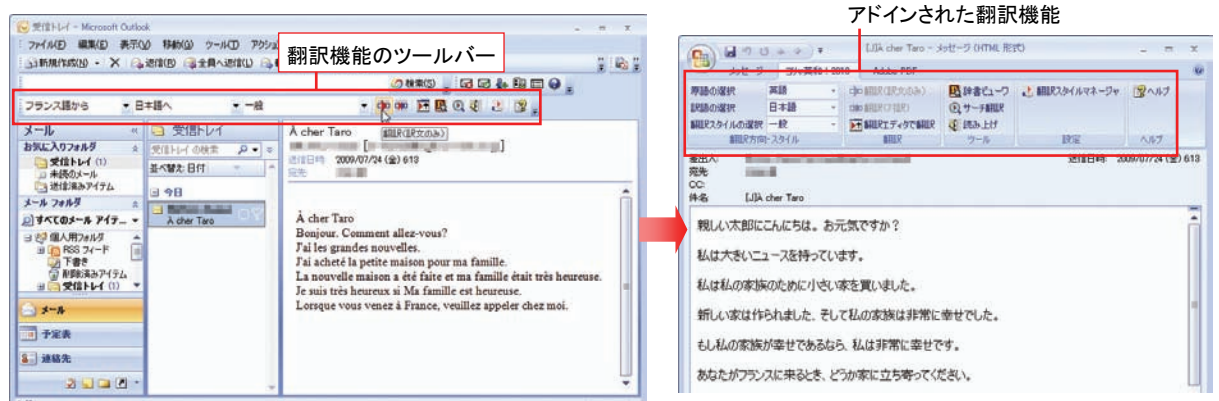 アドインされた翻訳機能
受信トレイ - Microsoft Outlook
ファイル(F) 編集(E) 表示(V) 移動(G) ツール(T)
翻訳機能のツールバー
新規作成(N) 返信(R) 全員へ返信(L)
検索(S)
フランス語から 日本語へ 一般
翻訳(訳文のみ)
メール
お気に入りフォルダ
受信トレイ (1)
未読のメール
送信済みアイテム
メール フォルダ
すべてのメール アイテ...
個人用フォルダ
RSS フィード
下書き
削除済みアイテム
受信トレイ (1)
メール
予定表
連絡先
受信トレイ
受信トレイ の検索
並べ替え: 日付
今日
À cher Taro
À cher Taro
送信日時: 2009/07/24 (金) 6:13
宛先:
À cher Taro
Bonjour. Comment allez-vous?
J'ai les grandes nouvelles.
J'ai acheté la petite maison pour ma famille.
La nouvelle maison a été faite et ma famille était très heureuse.
Je suis très heureux si Ma famille est heureuse.
Lorsque vous venez à France, veuillez appeler chez moi.
[J]À cher Taro - メッセージ (HTML 形式)
メッセージ Adobe PDF
原語の選択 英語
訳語の選択 日本語
翻訳スタイルの選択 一般
翻訳方向・スタイル
翻訳(訳文のみ)
翻訳エディタで翻訳
翻訳
辞書ビューワ
サーチ翻訳
読み上げ
ツール
翻訳スタイルマネージャ
設定
ヘルプ
ヘルプ
差出人:
送信日時: 2009/07/24 (金) 6:13
宛先:
CC:
件名: [J]À cher Taro
親しい太郎にこんにちは。お元気ですか？
私は大きいニュースを持っています。
私は私の家族のために小さい家を買いました。
新しい家は作られました、そして私の家族は非常に幸せでした。
もし私の家族が幸せであるなら、私は非常に幸せです。
あなたがフランスに来るとき、どうか家に立ち寄ってください。